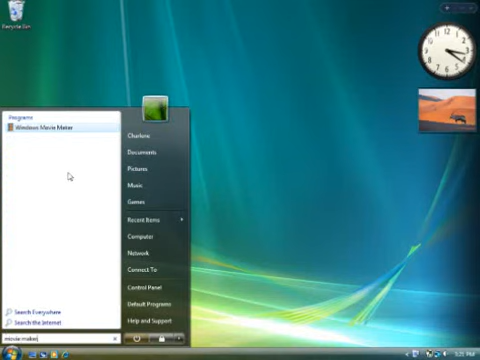 Recycle Bin
Programs
Windows Movie Maker
Charlene
Documents
Pictures
Music
Games
Recent Items
Computer
Network
Connect To
Control Panel
Default Programs
Help and Support
Search Everywhere
Search the Internet
movie maker